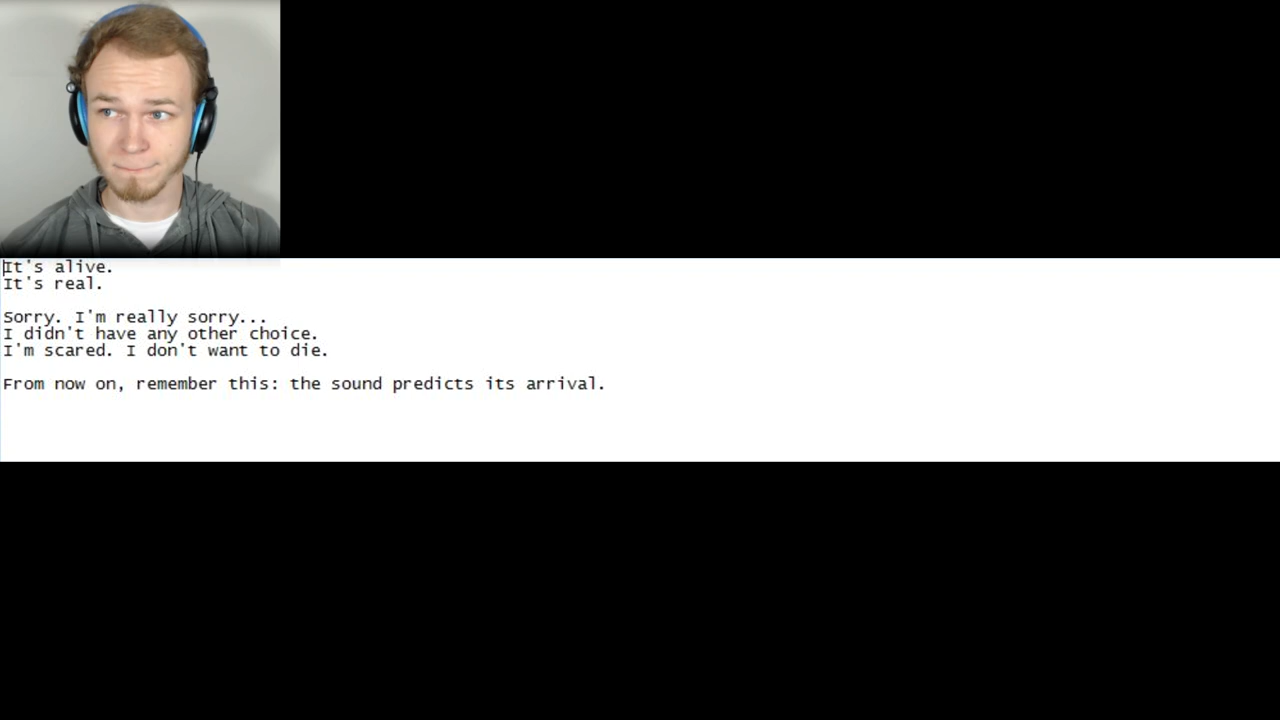 It's alive.
It's real.
Sorry. I'm really sorry...
I didn't have any other choice.
I'm scared. I don't want to die.
From now on, remember this: the sound predicts its arrival.